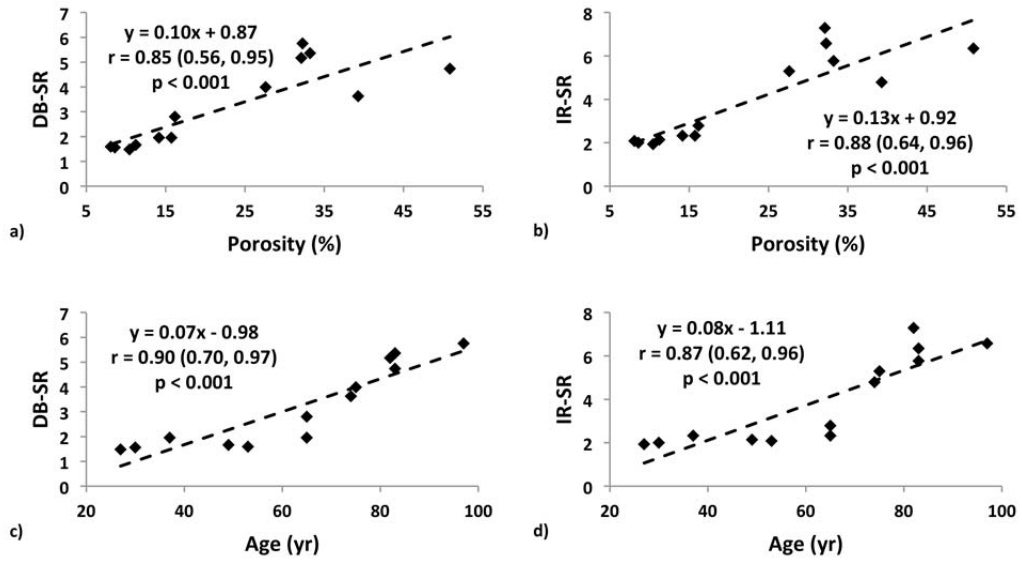 7
6
5
4
3
2
1
0
DB-SR
y = 0.10x + 0.87
r = 0.85 (0.56, 0.95)
p < 0.001
5 15 25 35 45 55
Porosity (%)
a)
8
6
4
2
0
IR-SR
y = 0.13x + 0.92
r = 0.88 (0.64, 0.96)
p < 0.001
5 15 25 35 45 55
Porosity (%)
b)
7
6
5
4
3
2
1
0
DB-SR
y = 0.07x - 0.98
r = 0.90 (0.70, 0.97)
p < 0.001
20 40 60 80 100
Age (yr)
c)
8
6
4
2
0
IR-SR
y = 0.08x - 1.11
r = 0.87 (0.62, 0.96)
p < 0.001
20 40 60 80 100
Age (yr)
d)